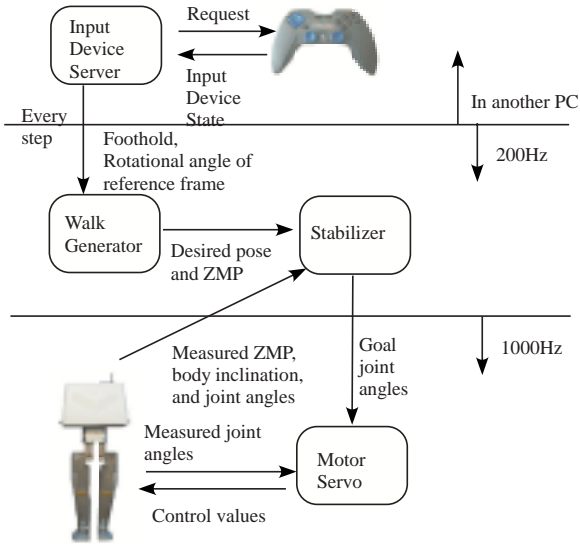 Input
Device
Server
Request
Input
Device
State
In another PC
Every
step
200Hz
Foothold,
Rotational angle of
reference frame
Walk
Generator
Desired pose
and ZMP
Stabilizer
1000Hz
Measured ZMP,
body inclination,
and joint angles
Goal
joint
angles
Measured joint
angles
Motor
Servo
Control values